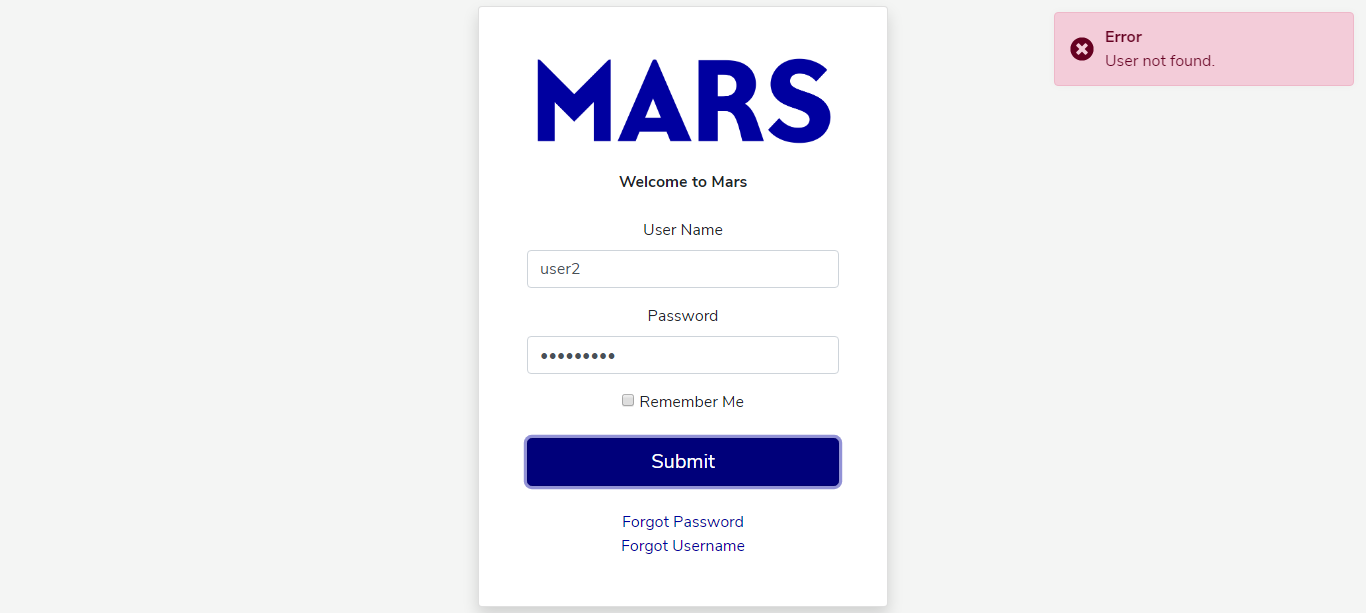 MARS
Welcome to Mars
User Name
user2
Password
•••••••••
Remember Me
Submit
Forgot Password
Forgot Username
Error
User not found.